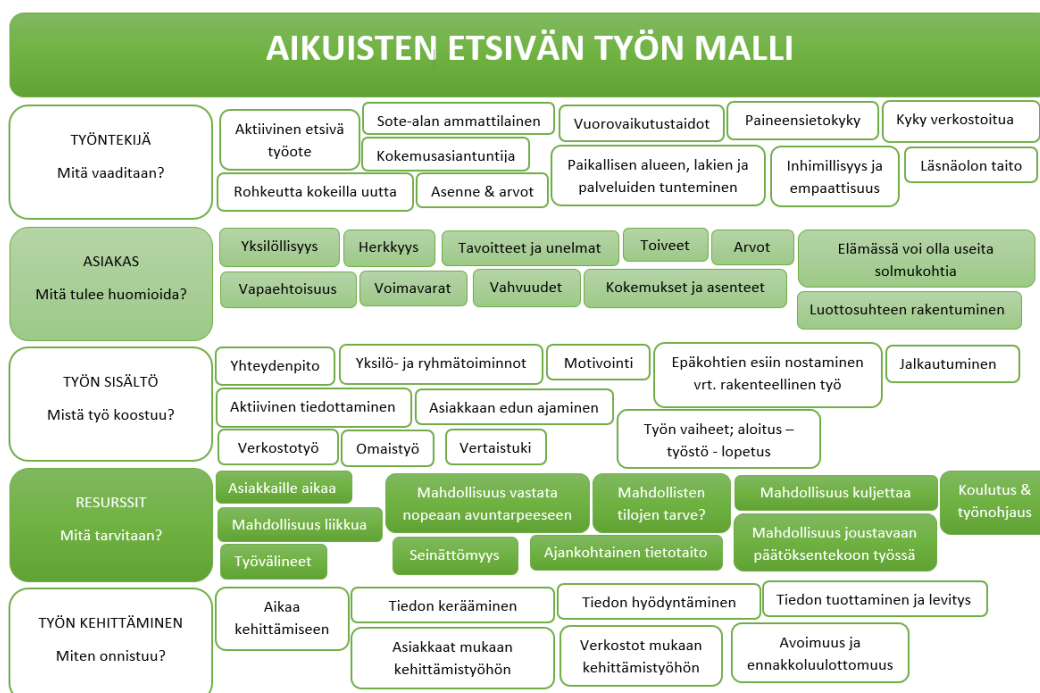 AIKUISTEN ETSIVÄN TYÖN MALLI
TYÖNTEKIJÄ
Mitä vaaditaan?
Aktiivinen etsivä
työote
Sote-alan ammattilainen
Kokemusasiantuntija
Vuorovaikutustaidot
Paineensietokyky
Kyky verkostoitua
Rohkeutta kokeilla uutta
Asenne & arvot
Paikallisen alueen, lakien ja
palveluiden tunteminen
Inhimillisyys ja
empaattisuus
Läsnäolon taito
ASIAKAS
Mitä tulee huomioida?
Yksilöllisyys
Herkkyys
Tavoitteet ja unelmat
Toiveet
Arvot
Elämässä voi olla useita
solmukohtia
Vapaehtoisuus
Voimavarat
Vahvuudet
Kokemukset ja asenteet
Luottosuhteen rakentuminen
TYÖN SISÄLTÖ
Mistä työ koostuu?
Yhteydenpito
Yksilö- ja ryhmätoiminnot
Motivointi
Epäkohtien esiin nostaminen
vrt. rakenteellinen työ
Jalkautuminen
Aktiivinen tiedottaminen
Asiakkaan edun ajaminen
Työn vaiheet; aloitus –
työstö - lopetus
Verkostotyö
Omaistyö
Vertaistuki
RESURSSIT
Mitä tarvitaan?
Asiakkaille aikaa
Mahdollisuus vastata
nopeaan avuntarpeeseen
Mahdollisten
tilojen tarve?
Mahdollisuus kuljettaa
Koulutus &
työnohjaus
Mahdollisuus liikkua
Mahdollisuus joustavaan
päätöksentekoon työssä
Työvälineet
Seinättömyys
Ajankohtainen tietotaito
TYÖN KEHITTÄMINEN
Miten onnistuu?
Aikaa
kehittämiseen
Tiedon kerääminen
Tiedon hyödyntäminen
Tiedon tuottaminen ja levitys
Asiakkaat mukaan
kehittämistyöhön
Verkostot mukaan
kehittämistyöhön
Avoimuus ja
ennakkoluulottomuus